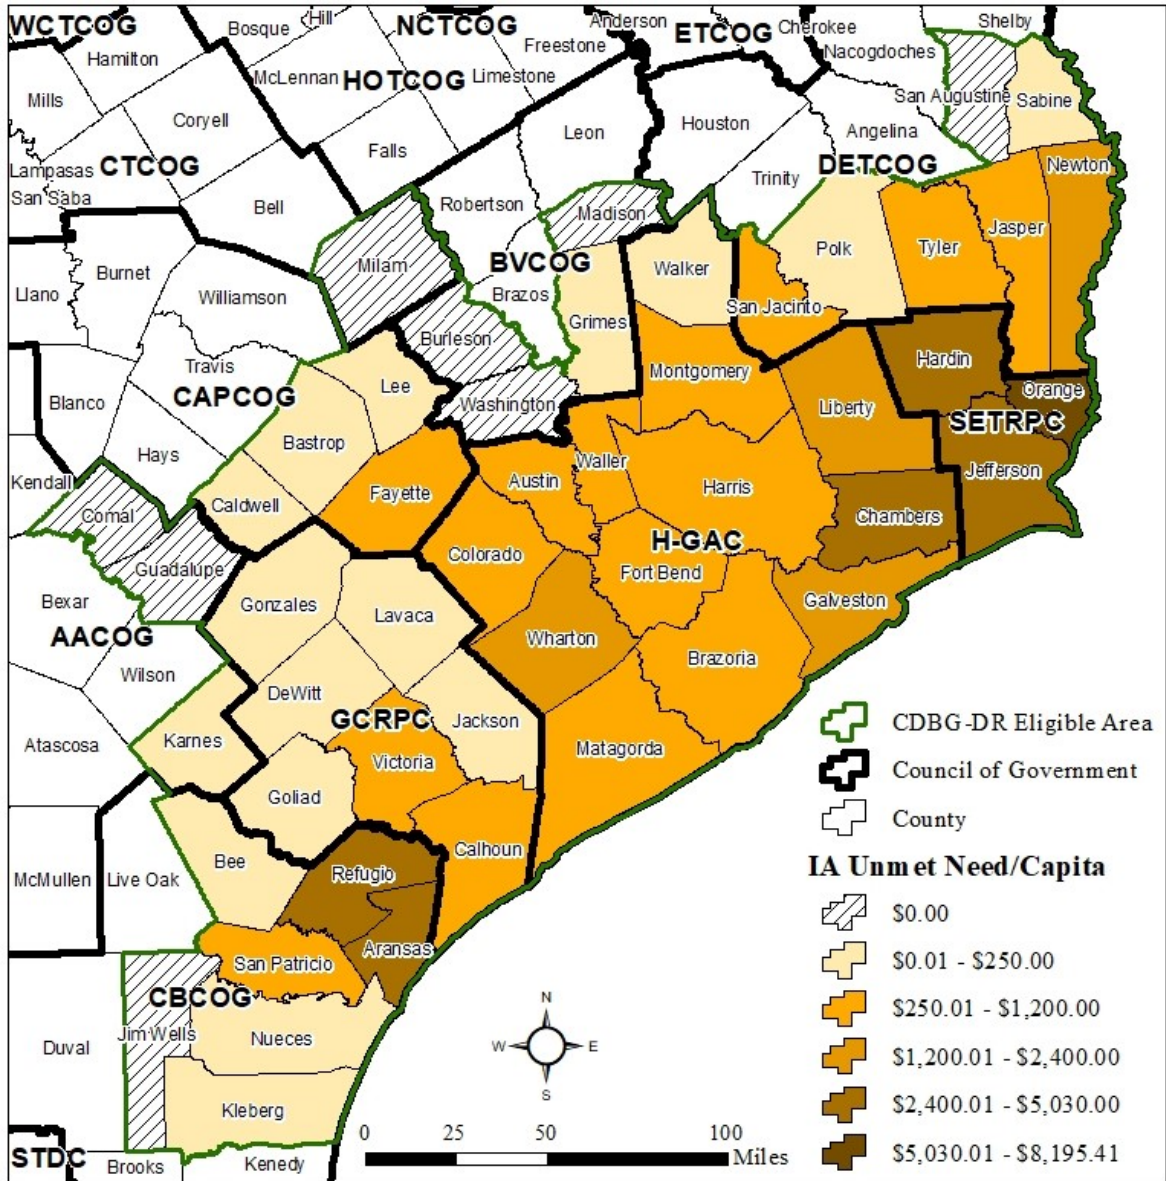 WCTCOG
Hamilton
Bosque
Hill
NCTCOG
Anderson
ETCOG
Cherokee
Shelby
Freestone
Nacogdoches
McLennan
HOTCOG
Limestone
Mills
San Augustine
Sabine
Coryell
Leon
Houston
Angelina
Falls
Lampasas
CTCOG
DETCOG
Newton
San Saba
Trinity
Bell
Robertson
Madison
Jasper
Polk
Tyler
Milam
BVCOG
Walker
Burnet
Llano
Williamson
Brazos
San Jacinto
Grimes
Burleson
Hardin
Travis
Montgomery
Lee
Orange
CAPCOG
Blanco
Washington
Liberty
SETRPC
Bastrop
Hays
Waller
Jefferson
Kendall
Austin
Harris
Fayette
Caldwell
Comal
Chambers
H-GAC
Colorado
Guadalupe
Fort Bend
Bexar
Gonzales
Lavaca
Galveston
AACOG
Wharton
Brazoria
Wilson
DeWitt
GCRPC
Jackson
Karnes
Atascosa
Matagorda
Victoria
Goliad
Calhoun
Bee
Refugio
McMullen
Live Oak
Aransas
San Patricio
CBCOG
Jim Wells
Nueces
Duval
Kleberg
STDC
Brooks
Kenedy
N
W
E
S
0
25
50
100
Miles
CDBG-DR Eligible Area
Council of Government
County
IA Unmet Need/Capita
$0.00
$0.01 - $250.00
$250.01 - $1,200.00
$1,200.01 - $2,400.00
$2,400.01 - $5,030.00
$5,030.01 - $8,195.41